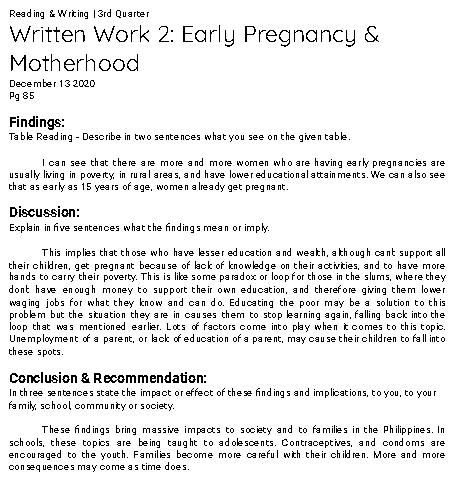 Reading & Writing | 3rd Quarter
Written Work 2: Early Pregnancy &
Motherhood
December 13 2020
Pg 85
Findings:
Table Reading - Describe in two sentences what you see on the given table.
I can see that there are more and more women who are having early pregnancies are
usually living in poverty, in rural areas, and have lower educational attainments. We can also see
that as early as 15 years of age, women already get pregnant.
Discussion:
Explain in five sentences what the findings mean or imply.
This implies that those who have lesser education and wealth, although cant support all
their children, get pregnant because of lack of knowledge on their activities, and to have more
hands to carry their poverty. This is like some paradox or loop for those in the slums, where they
dont have enough money to support their own education, and therefore giving them lower
waging jobs for what they know and can do. Educating the poor may be a solution to this
problem but the situation they are in causes them to stop learning again, falling back into the
loop that was mentioned earlier. Lots of factors come into play when it comes to this topic.
Unemployment of a parent, or lack of education of a parent, may cause their children to fall into
these spots.
Conclusion & Recommendation:
In three sentences state the impact or effect of these findings and implications, to you, to your
family, school, community or society.
These findings bring massive impacts to society and to families in the Philippines. In
schools, these topics are being taught to adolescents. Contraceptives, and condoms are
encouraged to the youth. Families become more careful with their children. More and more
consequences may come as time does.